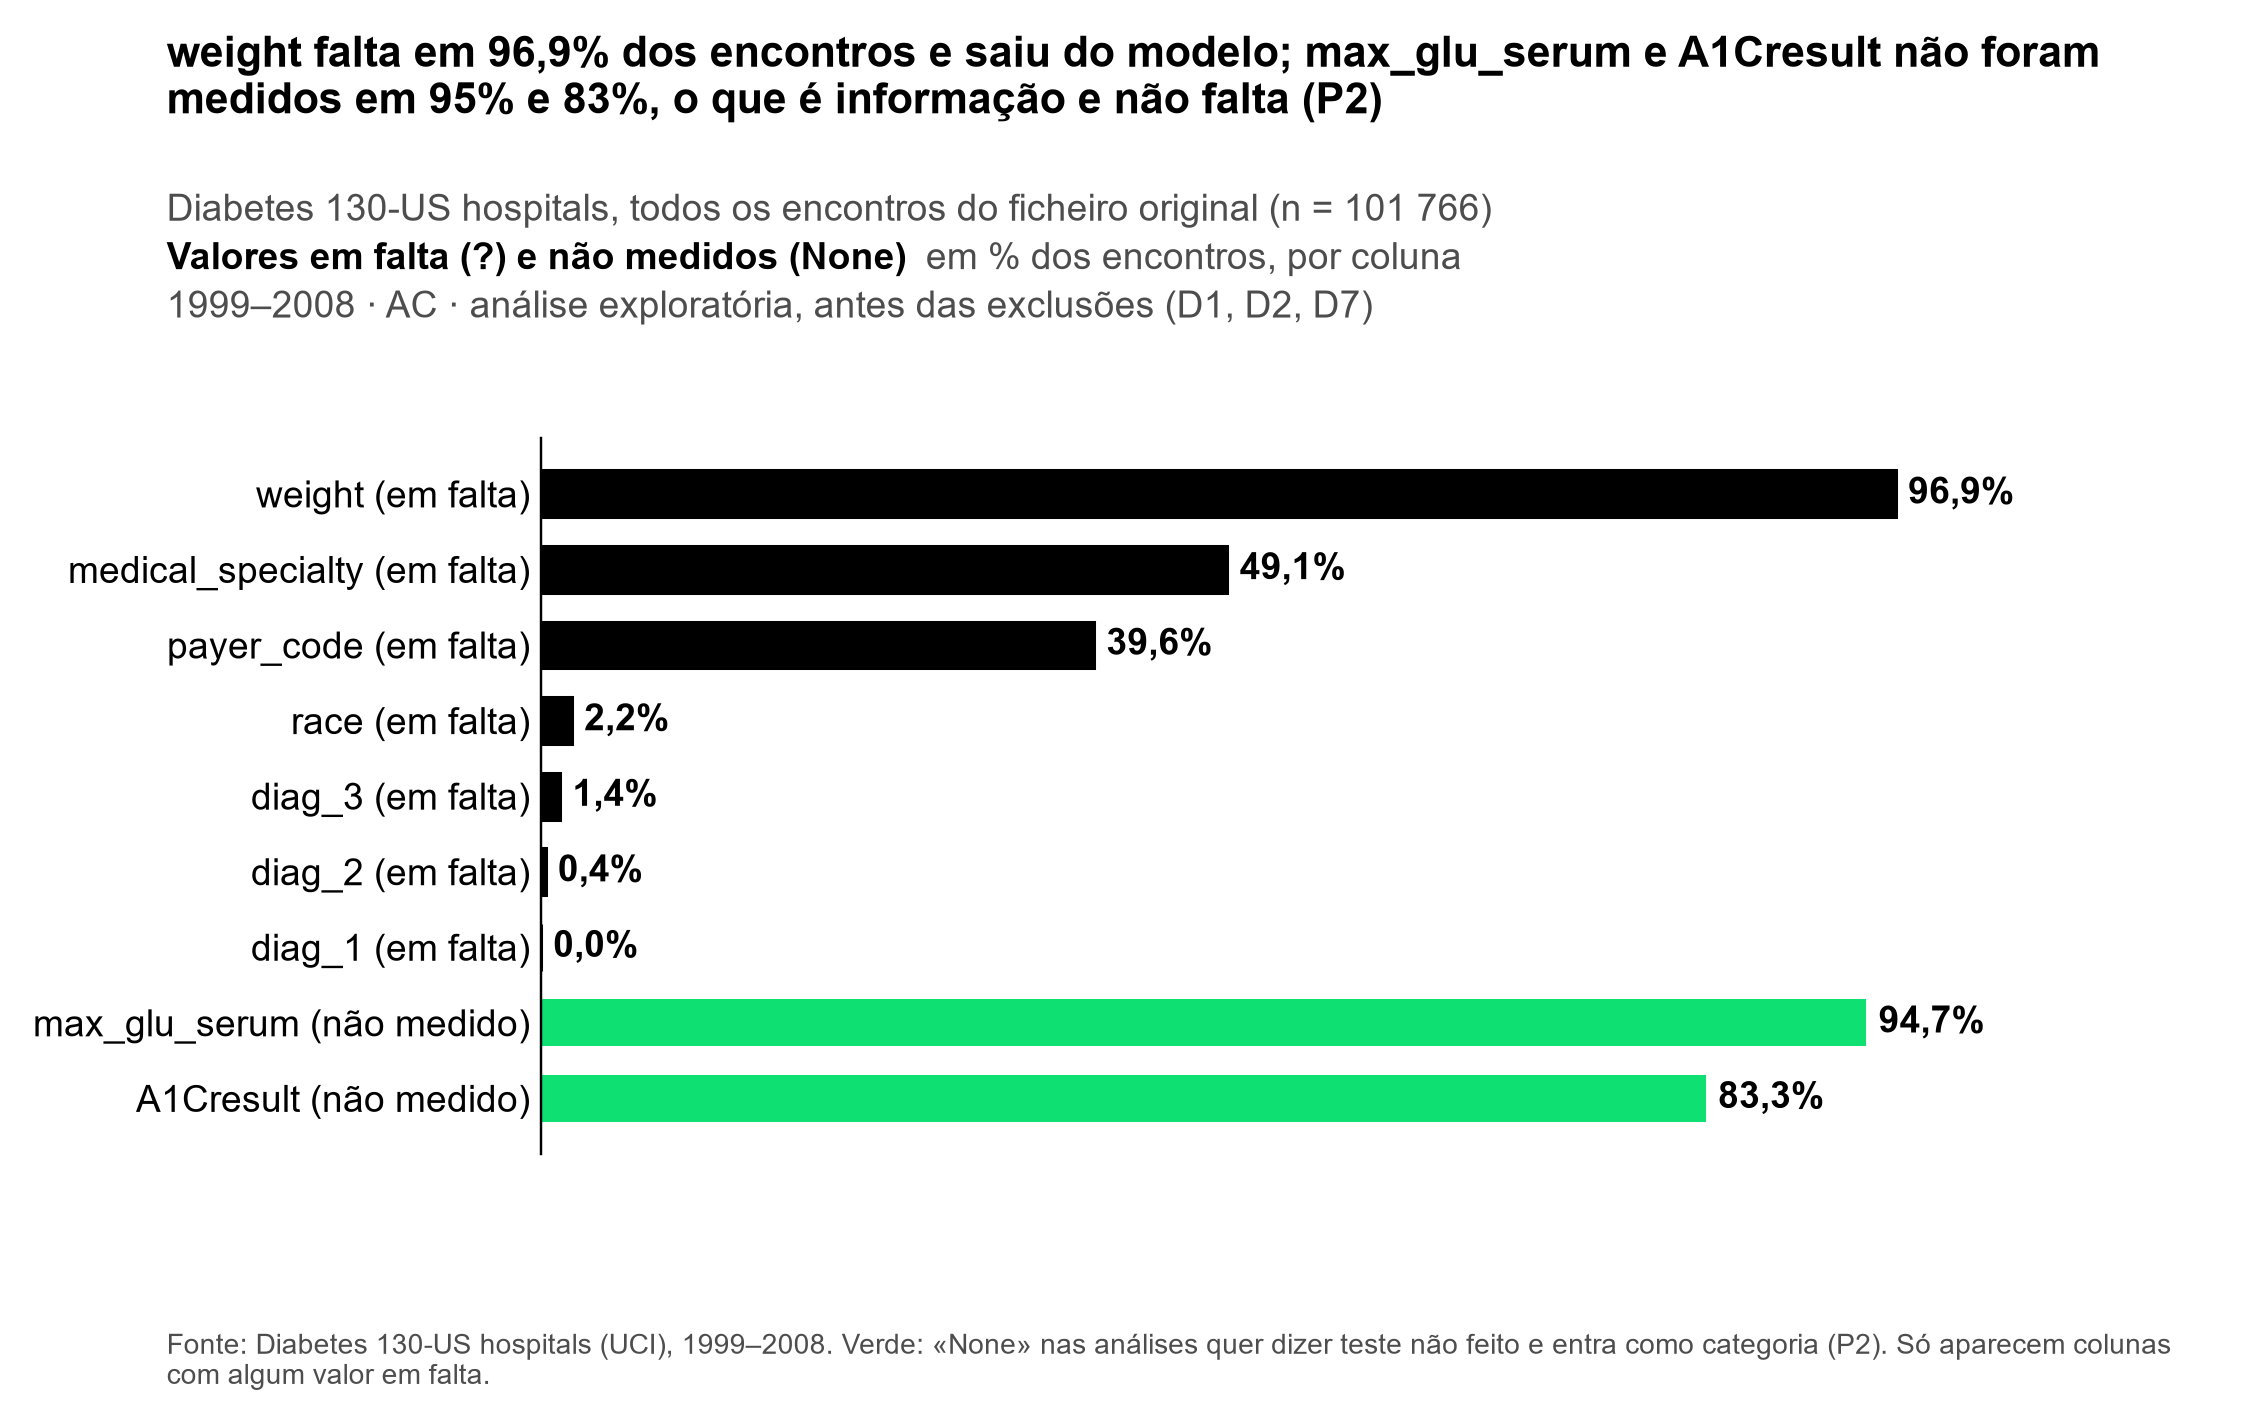 weight falta em 96,9% dos encontros e saiu do modelo; max_glu_serum e A1Cresult não foram
medidos em 95% e 83%, o que é informação e não falta (P2)
Diabetes 130-US hospitals, todos os encontros do ficheiro original (n = 101 766)
Valores em falta (?) e não medidos (None) em % dos encontros, por coluna
1999–2008 · AC · análise exploratória, antes das exclusões (D1, D2, D7)
weight (em falta) 96,9%
medical_specialty (em falta) 49,1%
payer_code (em falta) 39,6%
race (em falta) 2,2%
diag_3 (em falta) 1,4%
diag_2 (em falta) 0,4%
diag_1 (em falta) 0,0%
max_glu_serum (não medido) 94,7%
A1Cresult (não medido) 83,3%
Fonte: Diabetes 130-US hospitals (UCI), 1999–2008. Verde: «None» nas análises quer dizer teste não feito e entra como categoria (P2). Só aparecem colunas
com algum valor em falta.